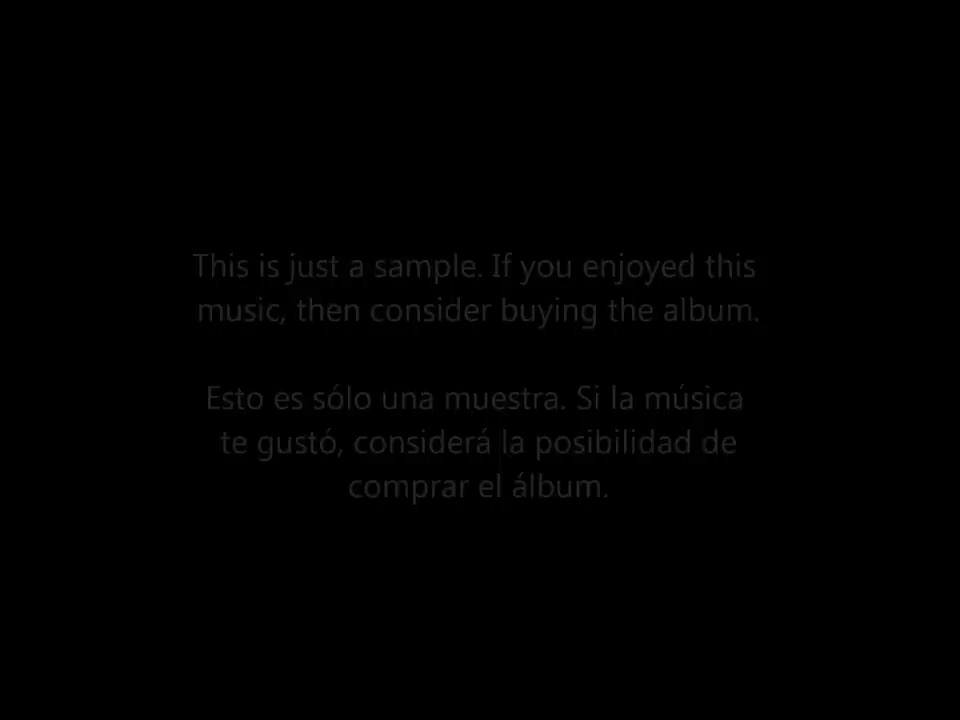 This is just a sample. If you enjoyed this
music, then consider buying the album.
Esto es sólo una muestra. Si la música
te gustó, considerá la posibilidad de
comprar el álbum.